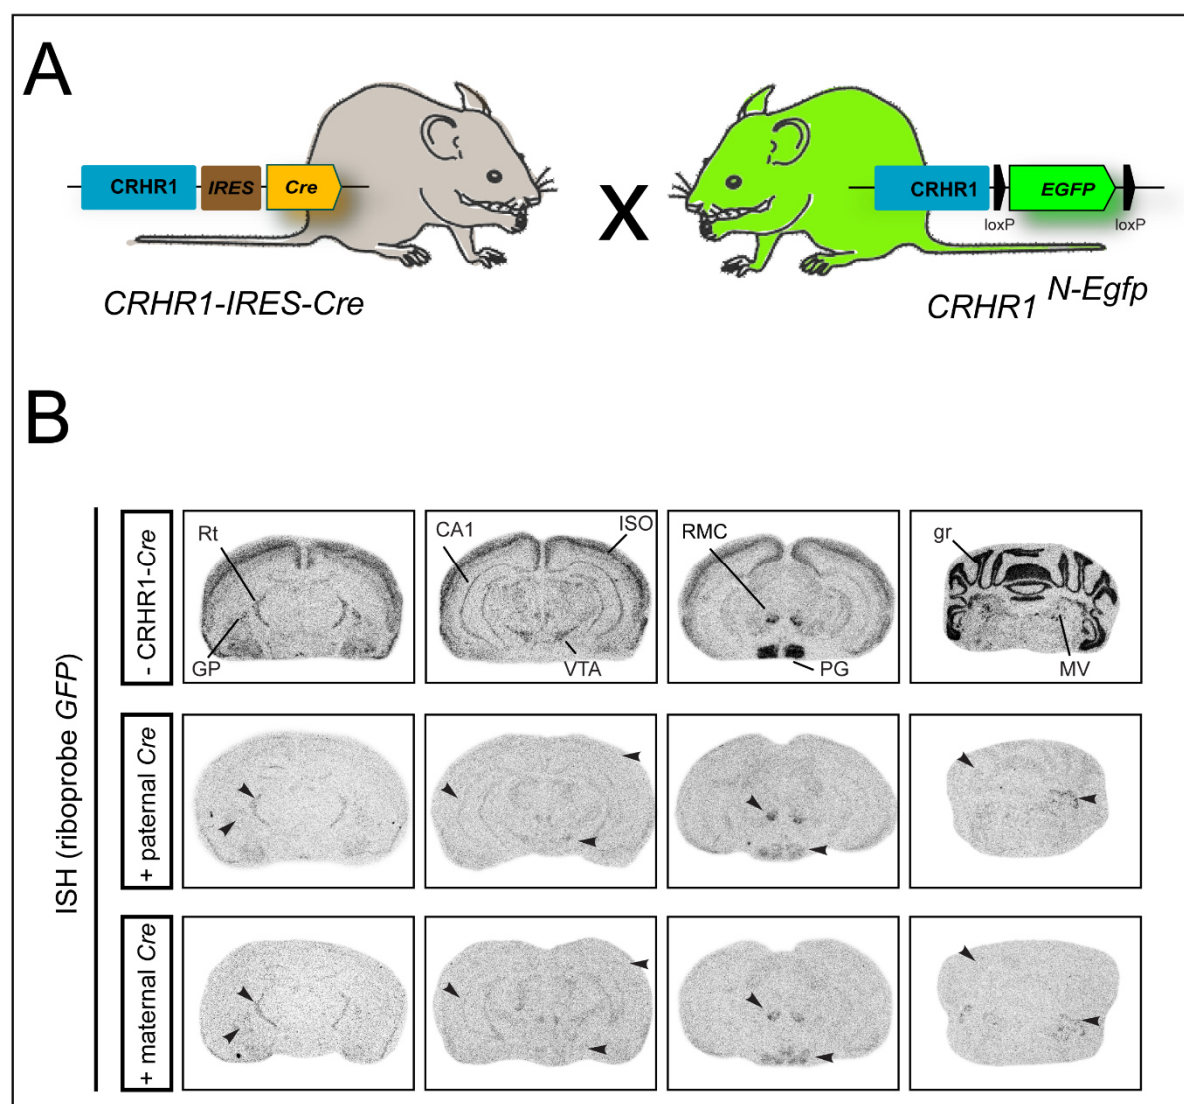 A
CRHR1 IRES Cre
X
CRHR1 EGFP
loxP loxP
CRHR1-IRES-Cre
CRHR1 N-Egfp
B
ISH (riboprobe GFP)
- CRHR1-Cre
Rt
GP
CA1
ISO
VTA
RMC
PG
gr
MV
+ paternal Cre
+ maternal Cre